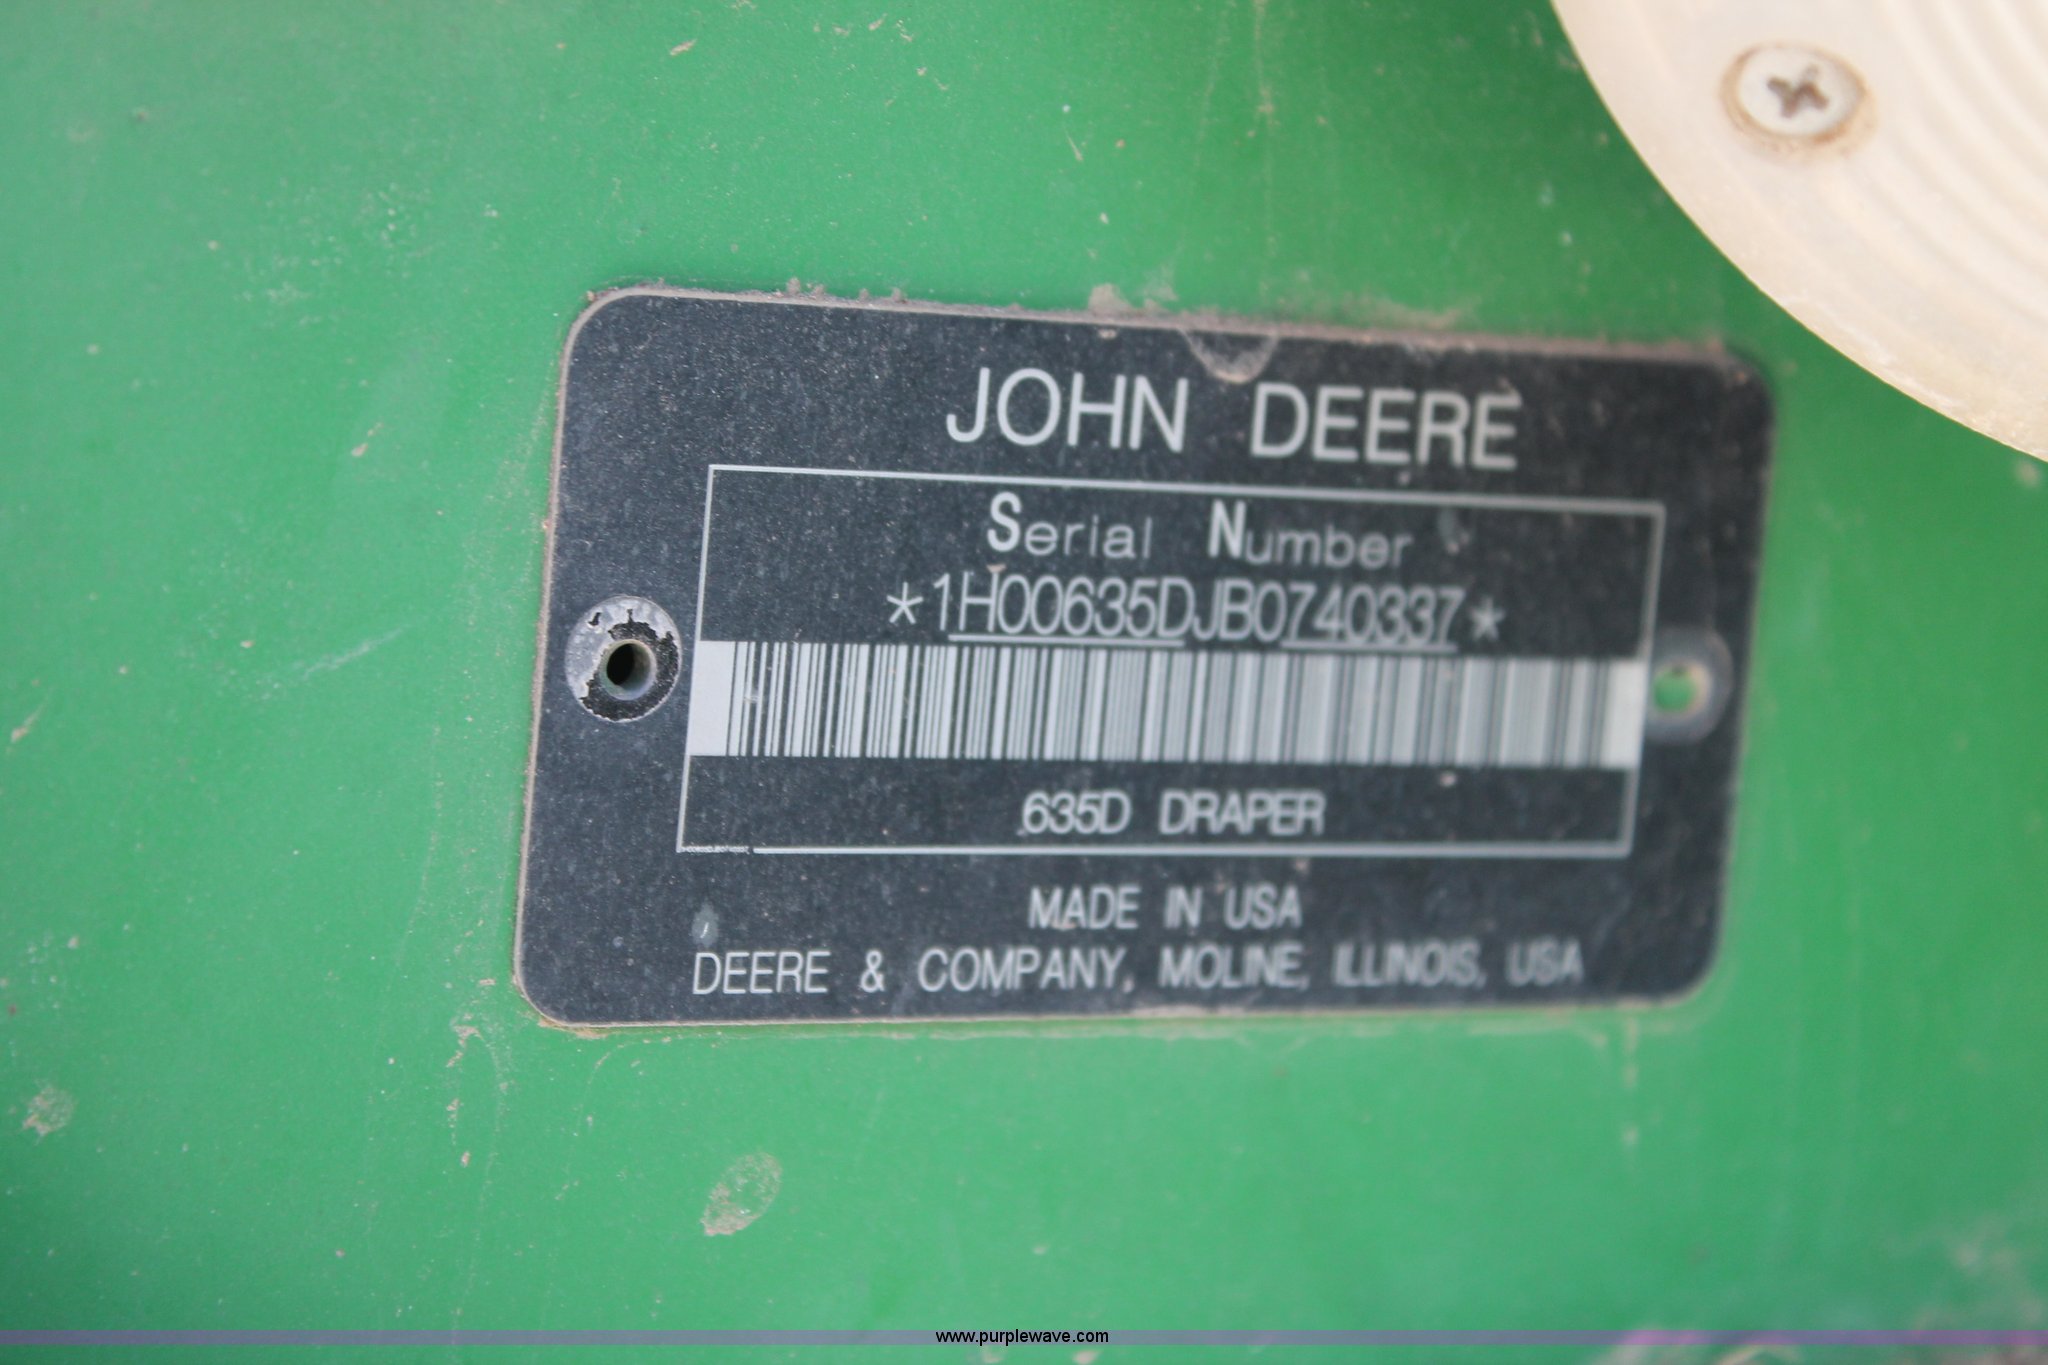 JOHN DEERE
Serial Number
*1H00635DJB0740337*
635D DRAPER
MADE IN USA
DEERE & COMPANY, MOLINE, ILLINOIS, USA
www.purplewave.com